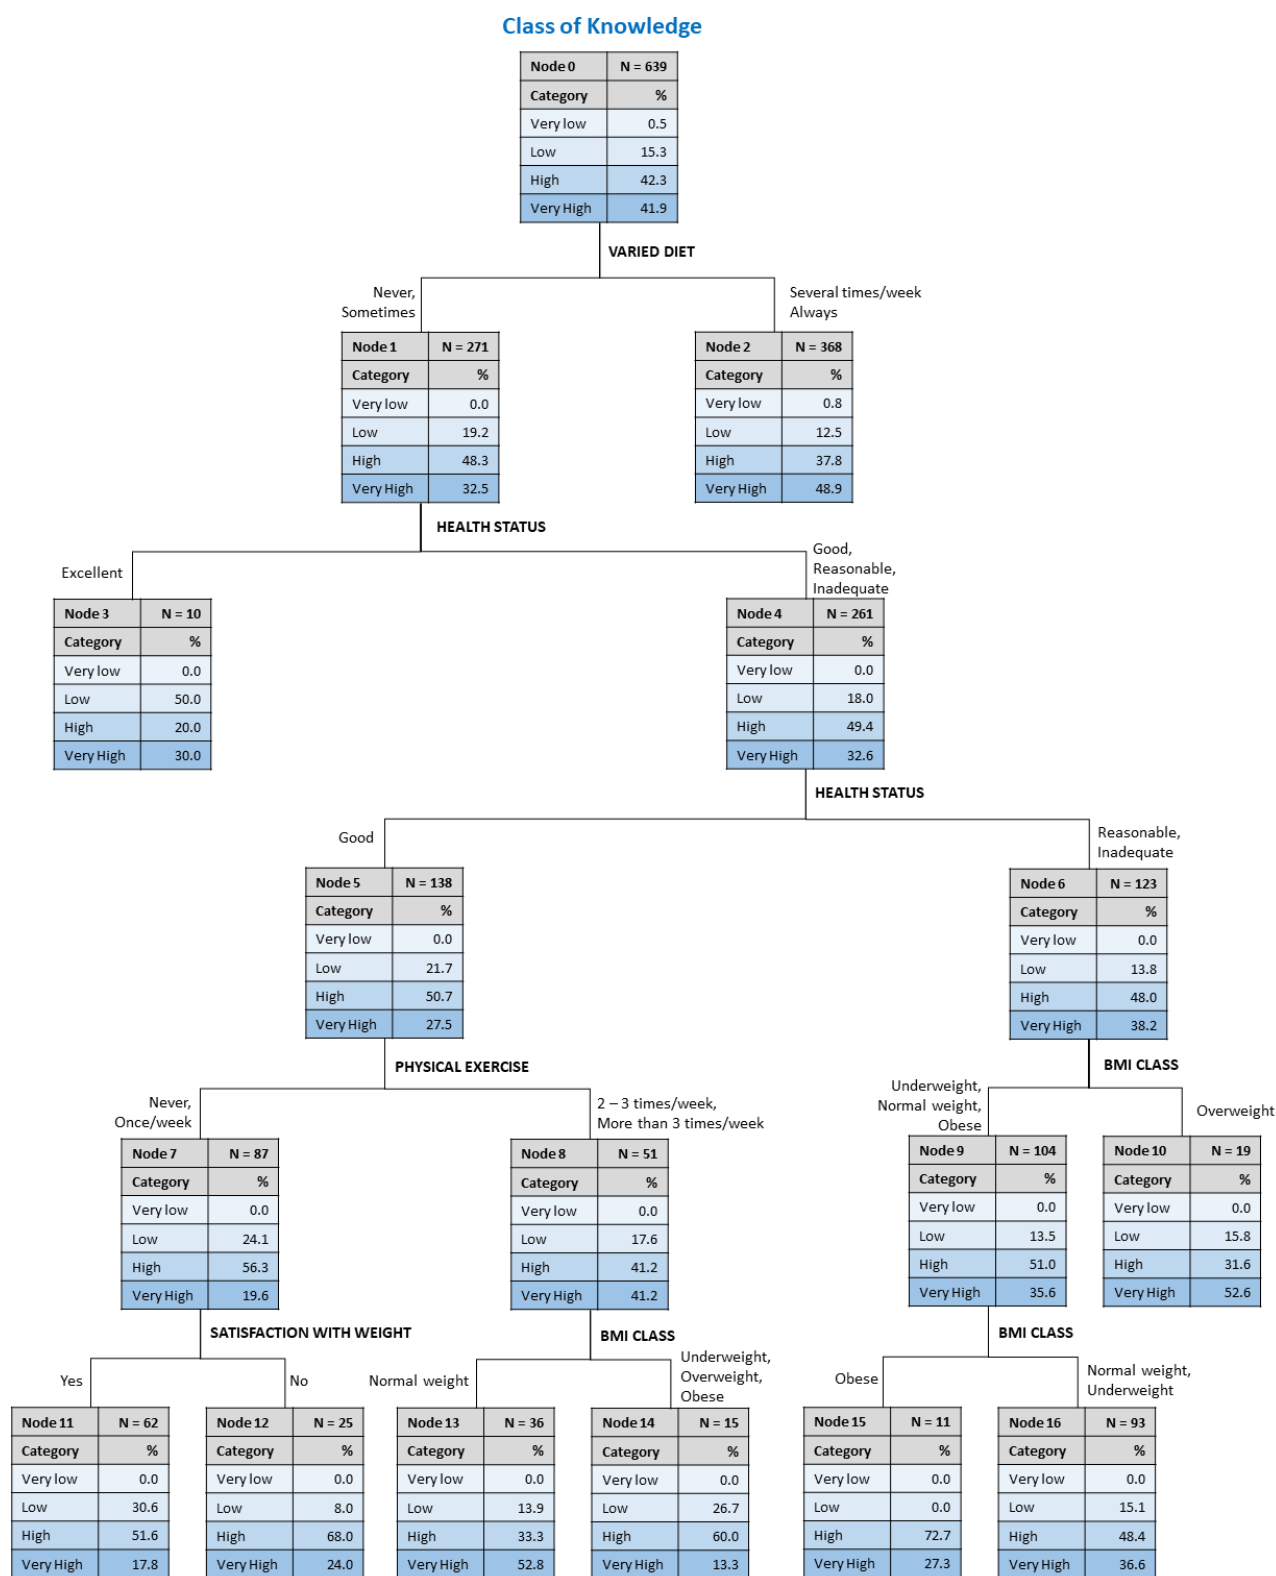 Class of Knowledge
Node 0 N = 639
Category %
Very low 0.5
Low 15.3
High 42.3
Very High 41.9
VARIED DIET
Never,
Sometimes
Several times/week
Always
Node 1 N = 271
Category %
Very low 0.0
Low 19.2
High 48.3
Very High 32.5
Node 2 N = 368
Category %
Very low 0.8
Low 12.5
High 37.8
Very High 48.9
HEALTH STATUS
Excellent
Good,
Reasonable,
Inadequate
Node 3 N = 10
Category %
Very low 0.0
Low 50.0
High 20.0
Very High 30.0
Node 4 N = 261
Category %
Very low 0.0
Low 18.0
High 49.4
Very High 32.6
HEALTH STATUS
Good
Reasonable,
Inadequate
Node 5 N = 138
Category %
Very low 0.0
Low 21.7
High 50.7
Very High 27.5
Node 6 N = 123
Category %
Very low 0.0
Low 13.8
High 48.0
Very High 38.2
PHYSICAL EXERCISE
BMI CLASS
Never,
Once/week
2 – 3 times/week,
More than 3 times/week
Underweight,
Normal weight,
Obese
Overweight
Node 7 N = 87
Category %
Very low 0.0
Low 24.1
High 56.3
Very High 19.6
Node 8 N = 51
Category %
Very low 0.0
Low 17.6
High 41.2
Very High 41.2
Node 9 N = 104
Category %
Very low 0.0
Low 13.5
High 51.0
Very High 35.6
Node 10 N = 19
Category %
Very low 0.0
Low 15.8
High 31.6
Very High 52.6
SATISFACTION WITH WEIGHT
BMI CLASS
BMI CLASS
Yes
No
Normal weight
Underweight,
Overweight,
Obese
Obese
Normal weight,
Underweight
Node 11 N = 62
Category %
Very low 0.0
Low 30.6
High 51.6
Very High 17.8
Node 12 N = 25
Category %
Very low 0.0
Low 8.0
High 68.0
Very High 24.0
Node 13 N = 36
Category %
Very low 0.0
Low 13.9
High 33.3
Very High 52.8
Node 14 N = 15
Category %
Very low 0.0
Low 26.7
High 60.0
Very High 13.3
Node 15 N = 11
Category %
Very low 0.0
Low 0.0
High 72.7
Very High 27.3
Node 16 N = 93
Category %
Very low 0.0
Low 15.1
High 48.4
Very High 36.6